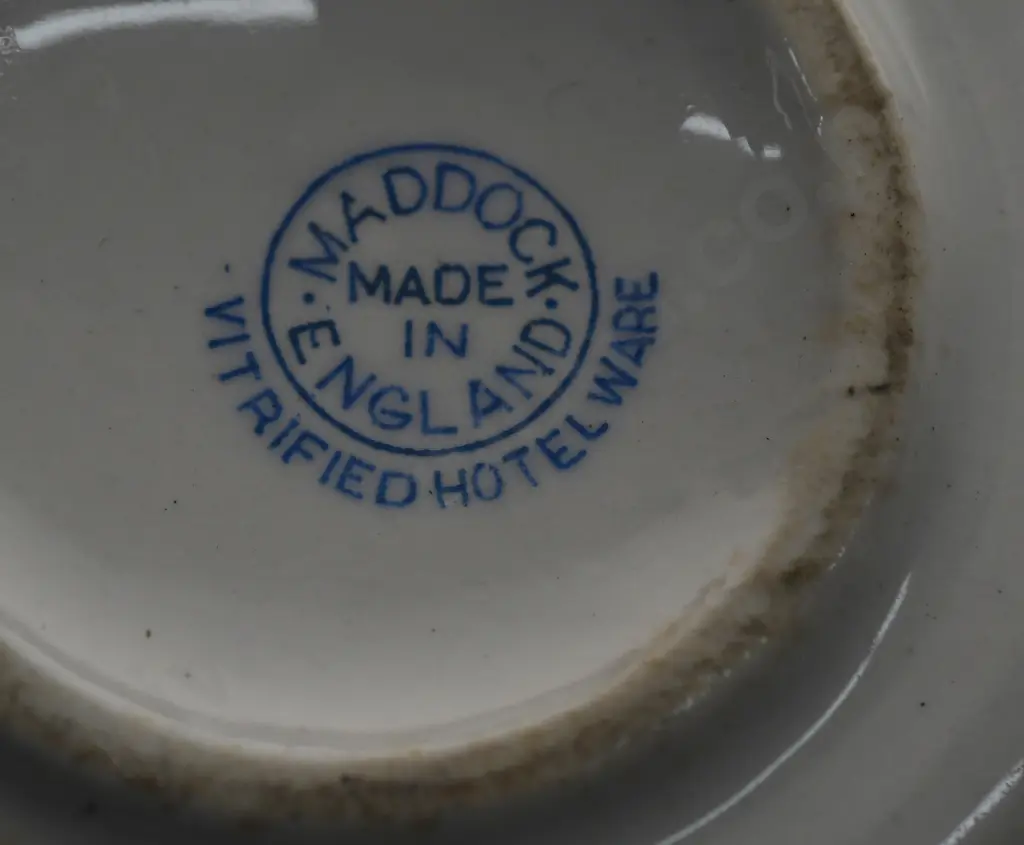 MADDOCK
MADE
IN
ENGLAND
VITRIFIED HOTEL WARE